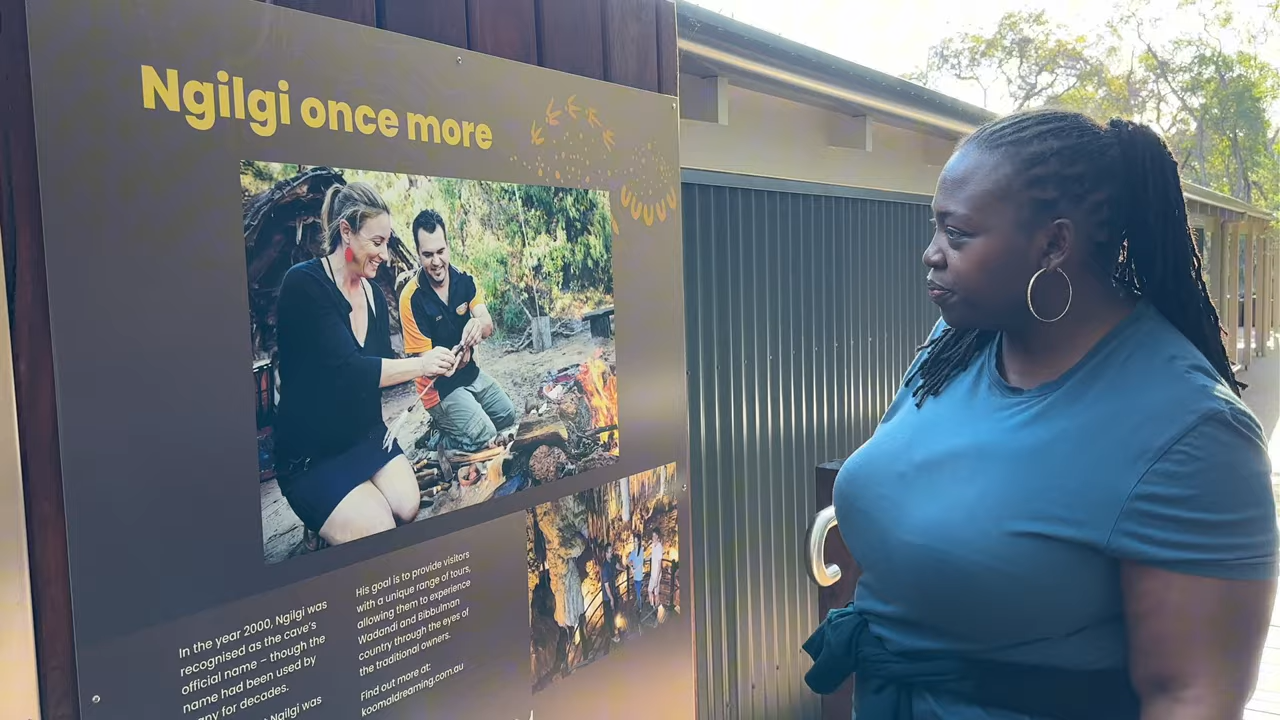 Ngilgi once more
In the year 2000, Ngilgi was
recognised as the cave's
official name – though the
name had been used by
any for decades.
Ngilgi was
His goal is to provide visitors
with a unique range of tours,
allowing them to experience
Wadandi and Bibbulman
country through the eyes of
the traditional owners.
Find out more at:
koomaldreaming.com.au